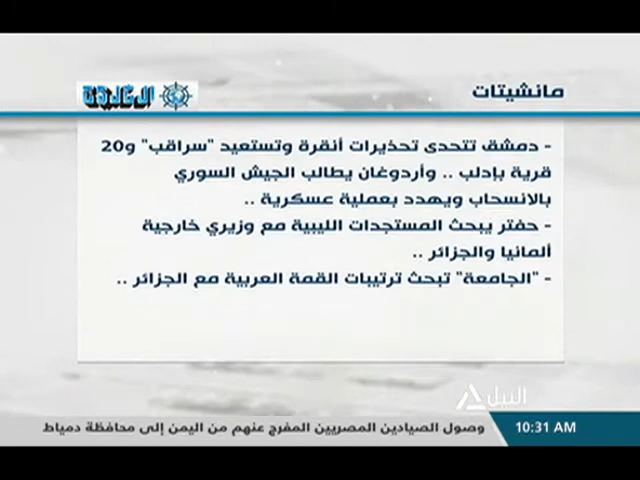 مانشيتات
الخليج
- دمشق تتحدى تحذيرات أنقرة وتستعيد "سراقب" و20
قرية بإدلب .. وأردوغان يطالب الجيش السوري
بالانسحاب ويهدد بعملية عسكرية ..
- حفتر يبحث المستجدات الليبية مع وزيري خارجية
ألمانيا والجزائر ..
- "الجامعة" تبحث ترتيبات القمة العربية مع الجزائر ..
النيل
وصول الصيادين المصريين المفرج عنهم من اليمن إلى محافظة دمياط
10:31 AM